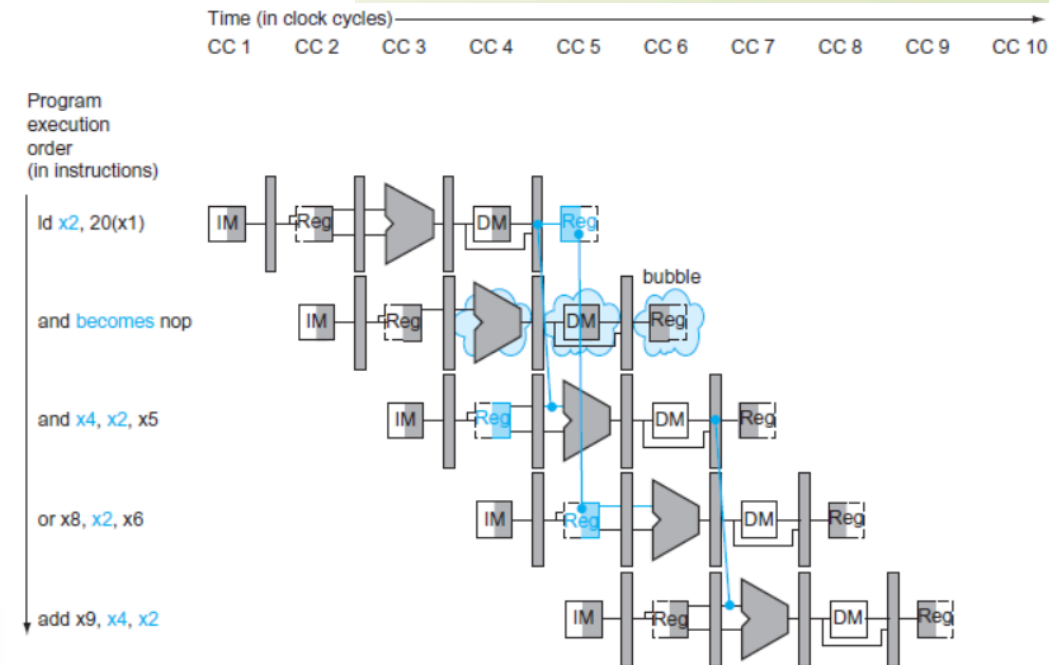 Time (in clock cycles)
CC 1 CC 2 CC 3 CC 4 CC 5 CC 6 CC 7 CC 8 CC 9 CC 10
Program
execution
order
(in instructions)
ld x2, 20(x1)
IM Reg DM Reg
bubble
and becomes nop
IM Reg DM Reg
and x4, x2, x5
IM Reg DM Reg
or x8, x2, x6
IM Reg DM Reg
add x9, x4, x2
IM Reg DM Reg